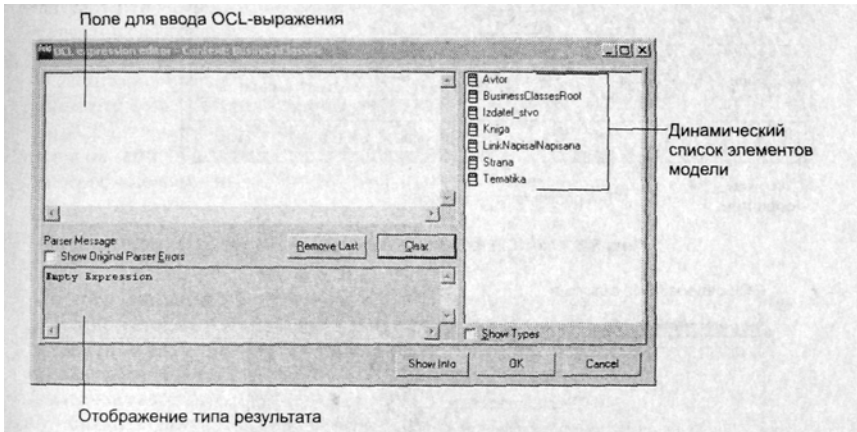 Поле для ввода OCL-выражения
OCL expression editor - Context: BusinessClasses
Avtor
BusinessClassesRoot
Izdatel_stvo
Kniga
LinkNapisalNapisana
Strana
Tematika
Динамический
список элементов
модели
Parser Message
Show Original Parser Errors
Remove Last
Clear
Empty Expression
Show Types
Show Info
OK
Cancel
Отображение типа результата